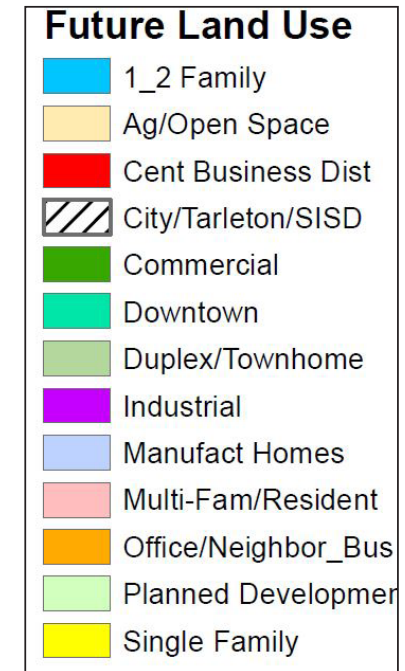 Future Land Use
1_2 Family
Ag/Open Space
Cent Business Dist
City/Tarleton/SISD
Commercial
Downtown
Duplex/Townhome
Industrial
Manufact Homes
Multi-Fam/Resident
Office/Neighbor_Bus
Planned Developmer
Single Family